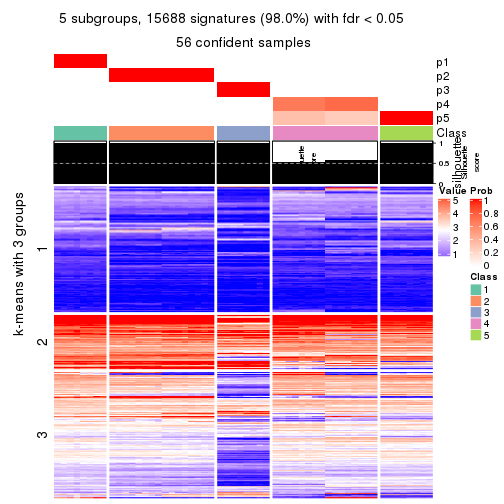 5 subgroups, 15688 signatures (98.0%) with fdr < 0.05
56 confident samples
p1
p2
p3
p4
p5
Class
1
0.5
0
silhouette
Silhouette
score
k-means with 3 groups
1
2
3
Value
5
4
3
2
1
Prob
1
0.8
0.6
0.4
0.2
0
Class
1
2
3
4
5